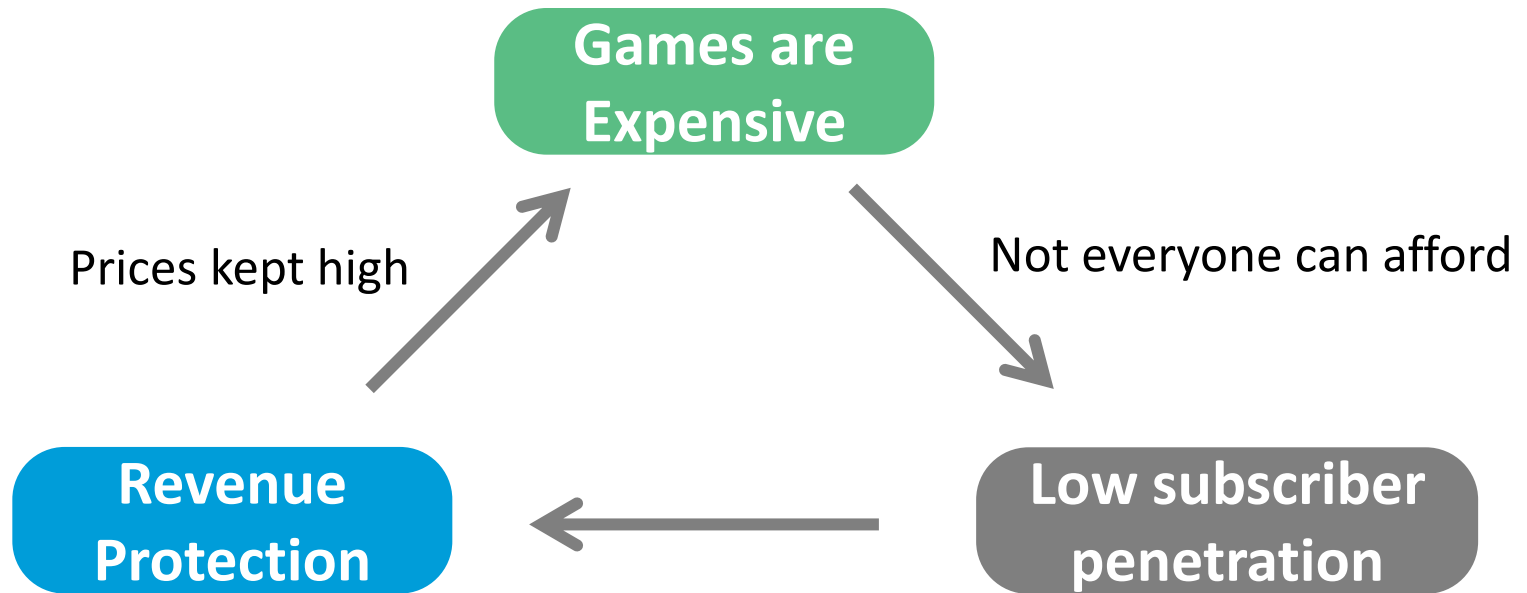 Games are
Expensive
Prices kept high
Not everyone can afford
Revenue
Protection
Low subscriber
penetration